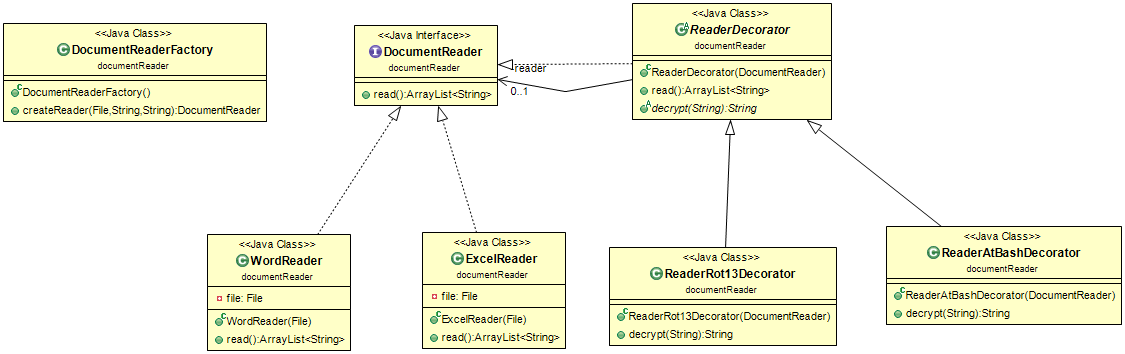 <<Java Class>>
DocumentReaderFactory
documentReader
DocumentReaderFactory()
createReader(File,String,String):DocumentReader
<<Java Interface>>
DocumentReader
documentReader
read():ArrayList<String>
reader
0..1
<<Java Class>>
ReaderDecorator
documentReader
ReaderDecorator(DocumentReader)
read():ArrayList<String>
decrypt(String):String
<<Java Class>>
WordReader
documentReader
file: File
WordReader(File)
read():ArrayList<String>
<<Java Class>>
ExcelReader
documentReader
file: File
ExcelReader(File)
read():ArrayList<String>
<<Java Class>>
ReaderRot13Decorator
documentReader
ReaderRot13Decorator(DocumentReader)
decrypt(String):String
<<Java Class>>
ReaderAtBashDecorator
documentReader
ReaderAtBashDecorator(DocumentReader)
decrypt(String):String